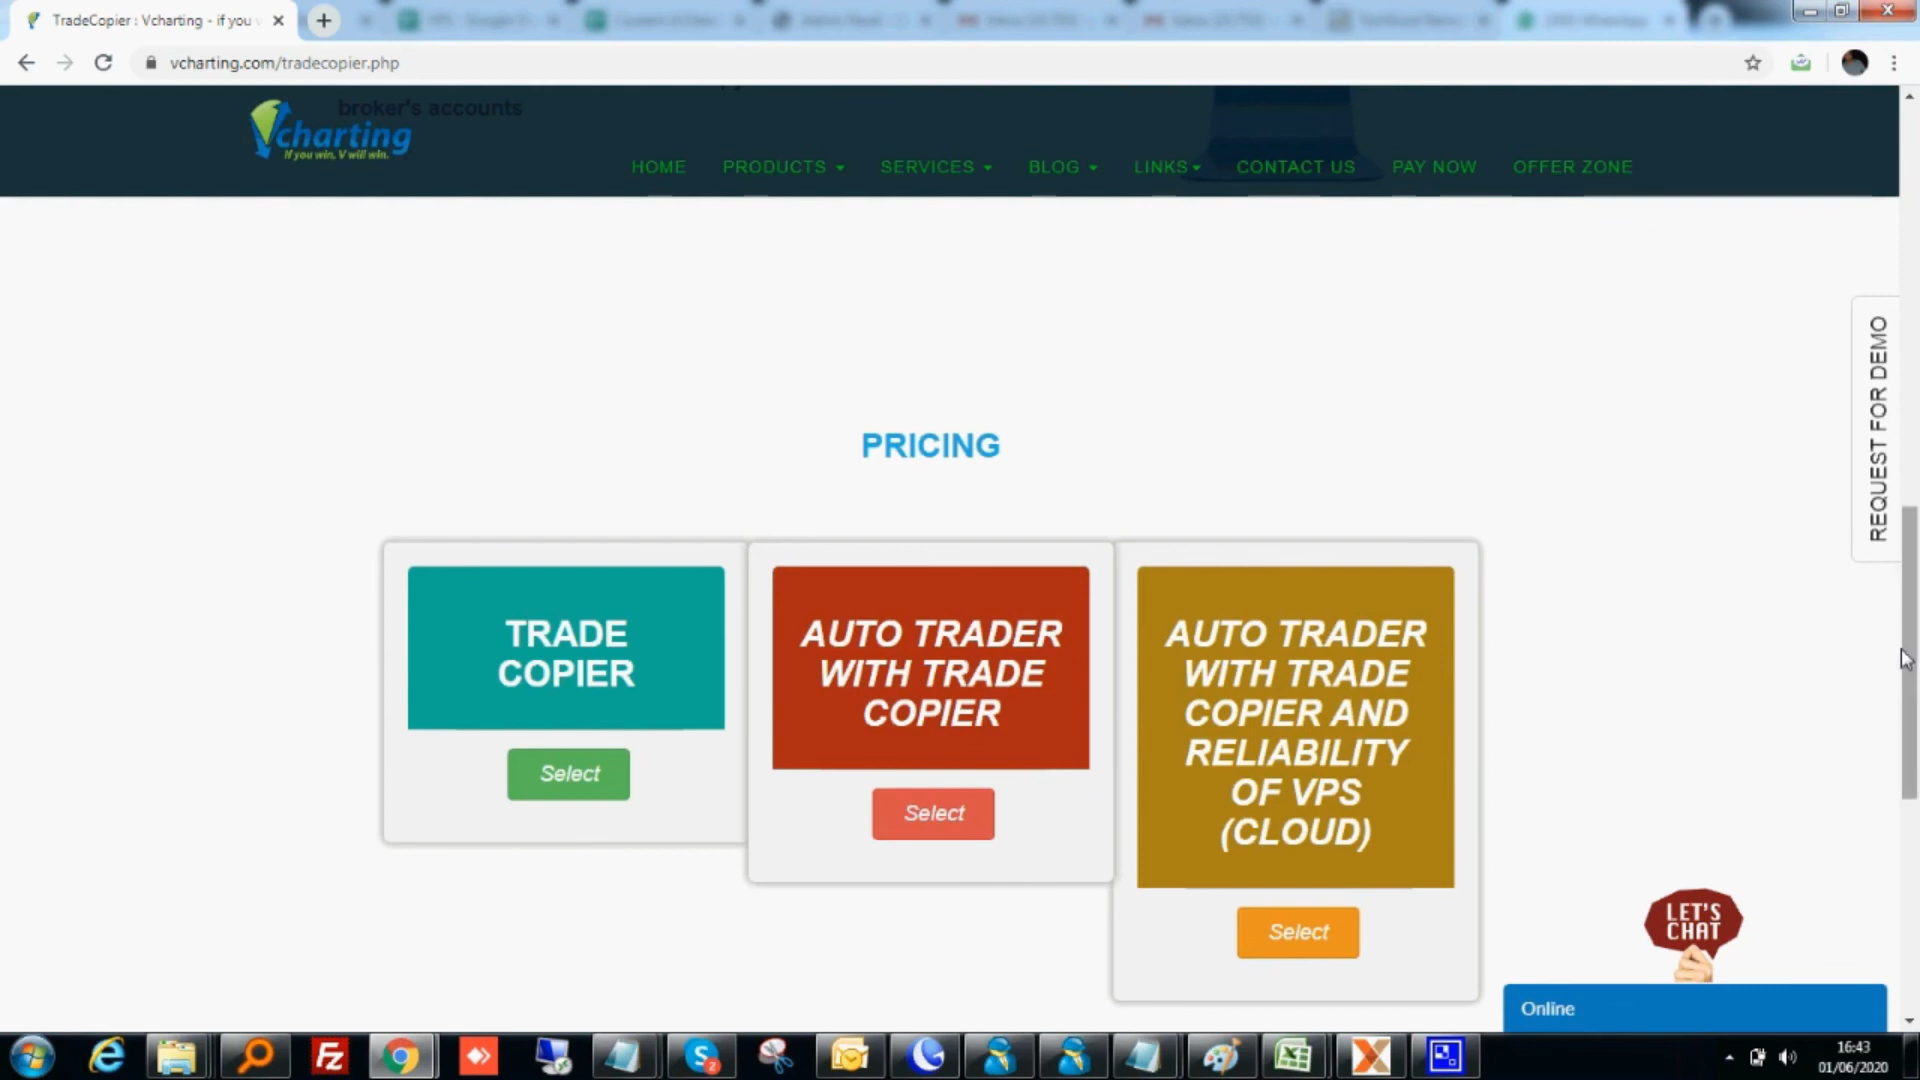 TradeCopier : Vcharting - if you
vcharting.com/tradecopier.php
broker's accounts
Vcharting
If you win, V will win.
HOME PRODUCTS SERVICES BLOG LINKS CONTACT US PAY NOW OFFER ZONE
REQUEST FOR DEMO
PRICING
TRADE
COPIER
Select
AUTO TRADER
WITH TRADE
COPIER
Select
AUTO TRADER
WITH TRADE
COPIER AND
RELIABILITY
OF VPS
(CLOUD)
Select
LET'S
CHAT
Online
16:43
01/06/2020